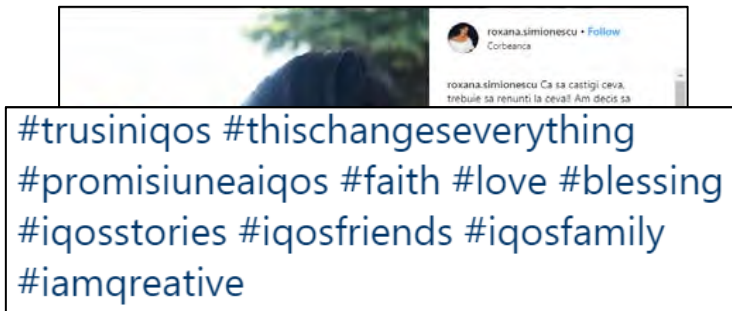 roxana.simionescu • Follow
Corbeanca
roxana.simionescu Ca sa castigi ceva,
trebuie sa renunti la ceva!! Am decis sa
#trusiniqos #thischangeseverything
#promisiuneaiqos #faith #love #blessing
#iqosstories #iqosfriends #iqosfamily
#iamqreative